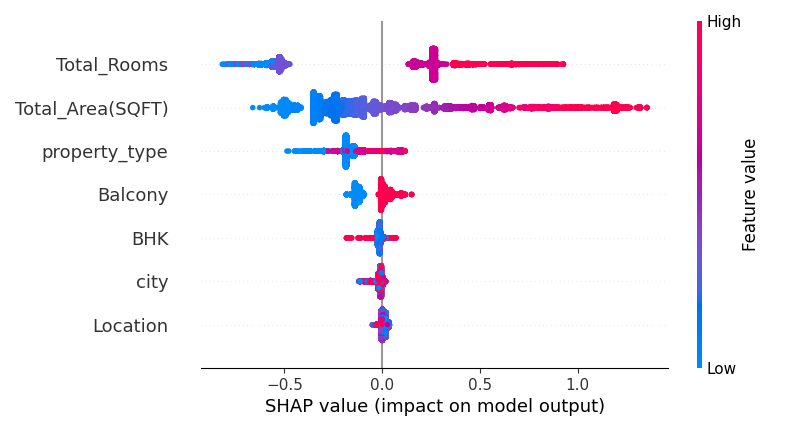 High
Total_Rooms
Total_Area(SQFT)
property_type
Balcony
BHK
city
Location
Feature value
Low
−0.5 0.0 0.5 1.0
SHAP value (impact on model output)